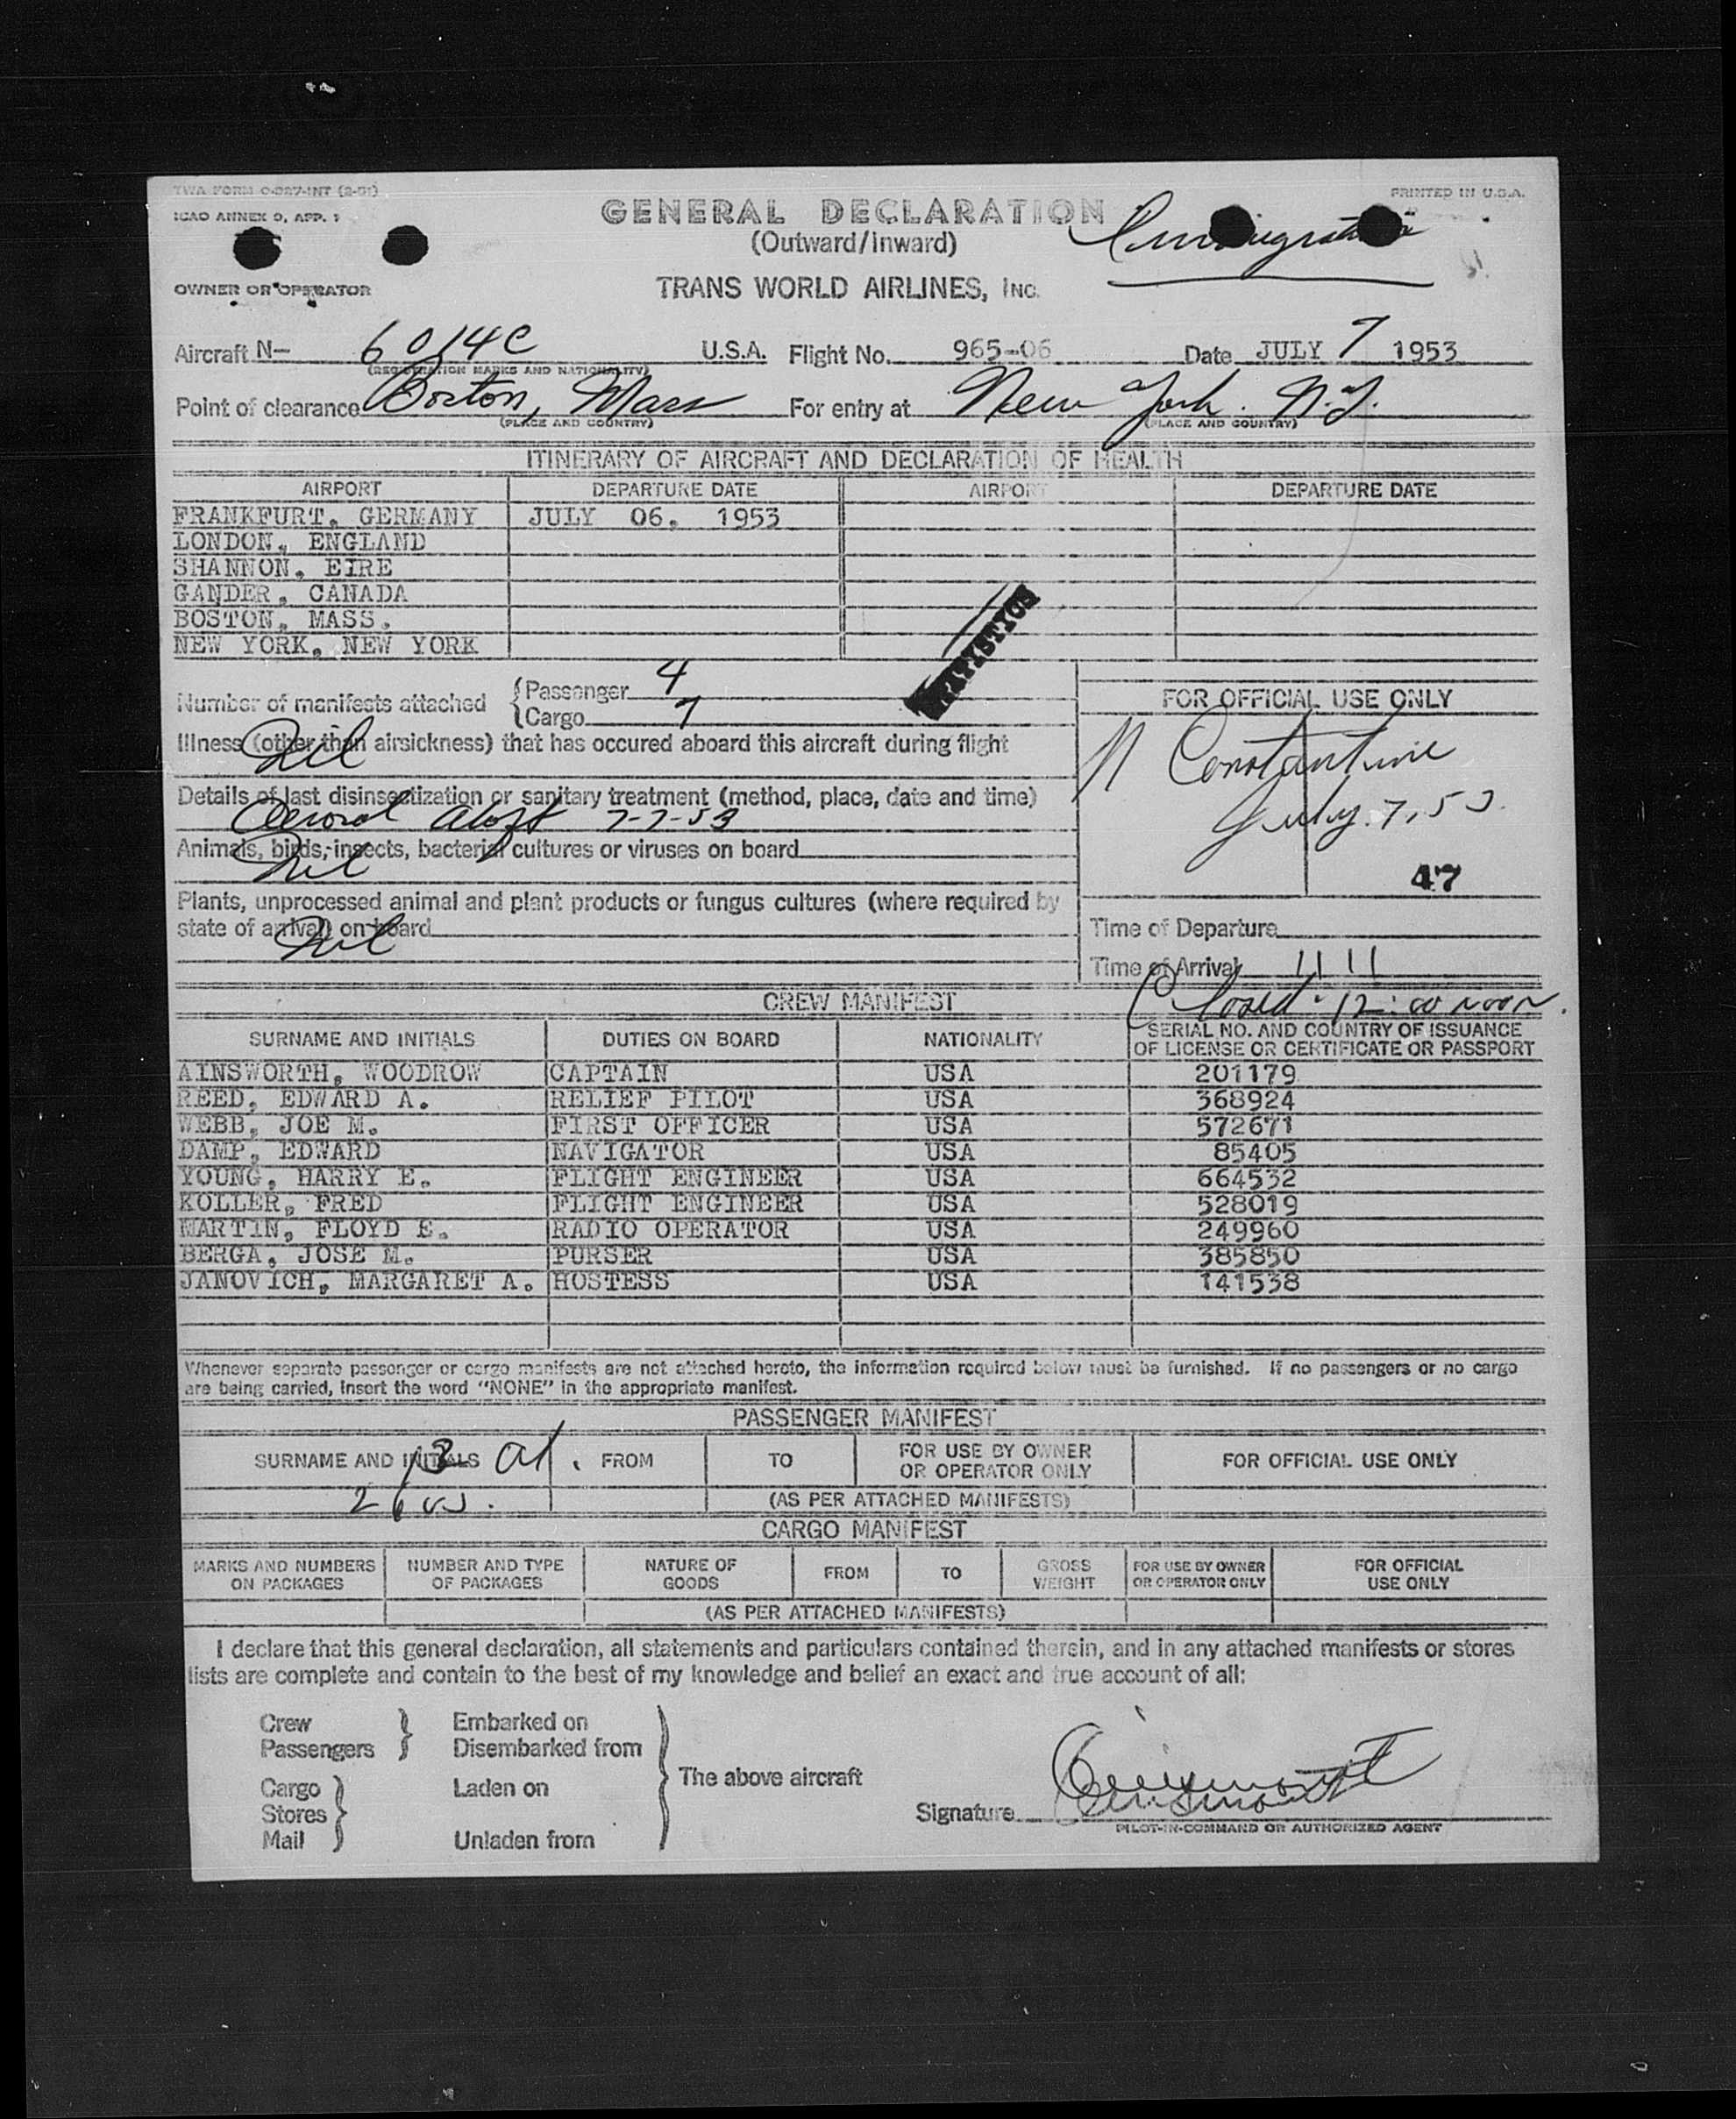 TWA FORM O-827-INT (2-51)
PRINTED IN U.S.A.
ICAO ANNEX 9, APP. 1
GENERAL DECLARATION
(Outward/Inward)
Immigration
OWNER OR OPERATOR
TRANS WORLD AIRLINES, INC.
Aircraft N- 6014C U.S.A. Flight No. 965-06 Date JULY 7 1953
(REGISTRATION MARKS AND NATIONALITY)
Point of clearance Boston, Mass For entry at New York. N.Y.
(PLACE AND COUNTRY) (PLACE AND COUNTRY)
ITINERARY OF AIRCRAFT AND DECLARATION OF HEALTH
AIRPORT DEPARTURE DATE AIRPORT DEPARTURE DATE
FRANKFURT, GERMANY JULY 06, 1953
LONDON, ENGLAND
SHANNON, EIRE
GANDER, CANADA
BOSTON, MASS.
NEW YORK, NEW YORK
Number of manifests attached
Passenger 4
Cargo 7
FOR OFFICIAL USE ONLY
Illness (other than airsickness) that has occured aboard this aircraft during flight
Nil
N Constantine
July 7, 53
47
Details of last disinsectization or sanitary treatment (method, place, date and time)
Aerosol aloft 7-7-53
Animals, birds, insects, bacterial cultures or viruses on board
Nil
Plants, unprocessed animal and plant products or fungus cultures (where required by
state of arrival) on board
Nil
Time of Departure
Time of Arrival 1111
Closed - 12:00 noon.
CREW MANIFEST
SURNAME AND INITIALS DUTIES ON BOARD NATIONALITY SERIAL NO. AND COUNTRY OF ISSUANCE
OF LICENSE OR CERTIFICATE OR PASSPORT
AINSWORTH, WOODROW CAPTAIN USA 201179
REED, EDWARD A. RELIEF PILOT USA 368924
WEBB, JOE M. FIRST OFFICER USA 572671
DAMP, EDWARD NAVIGATOR USA 85405
YOUNG, HARRY E. FLIGHT ENGINEER USA 664532
KOLLER, FRED FLIGHT ENGINEER USA 528019
MARTIN, FLOYD E. RADIO OPERATOR USA 249960
BERGA, JOSE M. PURSER USA 385850
JANOVICH, MARGARET A. HOSTESS USA 141538
Whenever separate passenger or cargo manifests are not attached hereto, the information required below must be furnished. If no passengers or no cargo
are being carried, insert the word "NONE" in the appropriate manifest.
PASSENGER MANIFEST
SURNAME AND INITIALS FROM TO FOR USE BY OWNER
OR OPERATOR ONLY FOR OFFICIAL USE ONLY
(AS PER ATTACHED MANIFESTS)
CARGO MANIFEST
MARKS AND NUMBERS
ON PACKAGES NUMBER AND TYPE
OF PACKAGES NATURE OF
GOODS FROM TO GROSS
WEIGHT FOR USE BY OWNER
OR OPERATOR ONLY FOR OFFICIAL
USE ONLY
(AS PER ATTACHED MANIFESTS)
I declare that this general declaration, all statements and particulars contained therein, and in any attached manifests or stores
lists are complete and contain to the best of my knowledge and belief an exact and true account of all:
Crew Embarked on
Passengers Disembarked from
The above aircraft
Cargo Laden on
Stores
Mail Unladen from
Signature
PILOT-IN-COMMAND OR AUTHORIZED AGENT